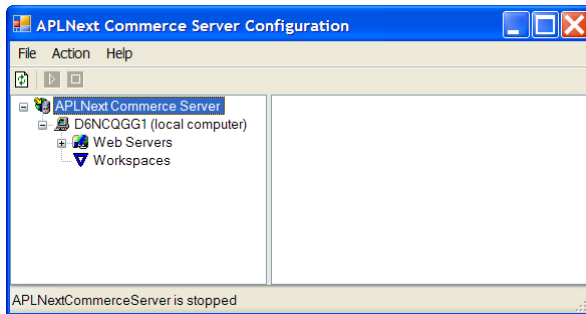 APLNext Commerce Server Configuration
File Action Help
APLNext Commerce Server
D6NCQGG1 (local computer)
Web Servers
Workspaces
APLNextCommerceServer is stopped